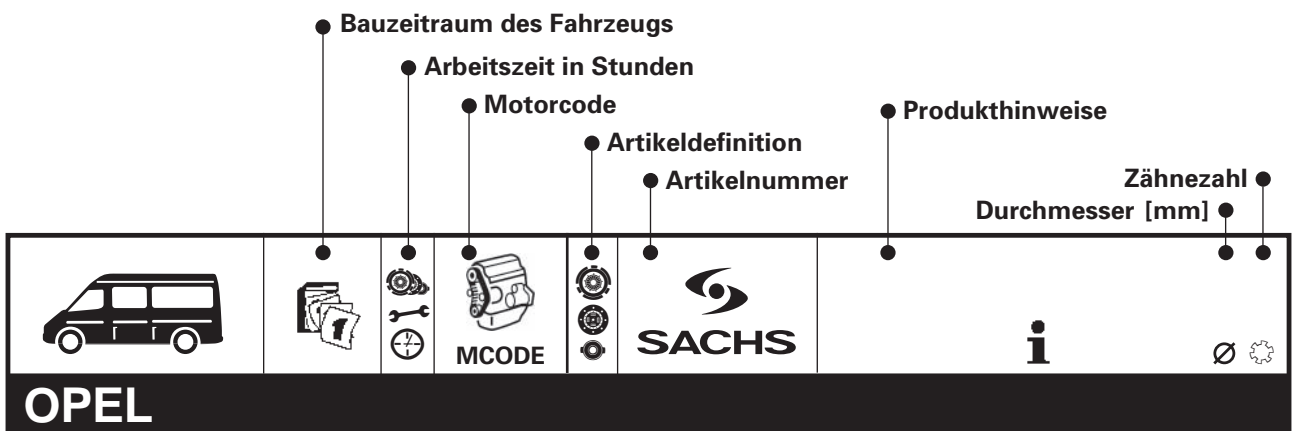 Bauzeitraum des Fahrzeugs
Arbeitszeit in Stunden
Motorcode
Produkthinweise
Artikeldefinition
Artikelnummer
Zähnezahl
Durchmesser [mm]
1
MCODE
SACHS
i
Ø
OPEL